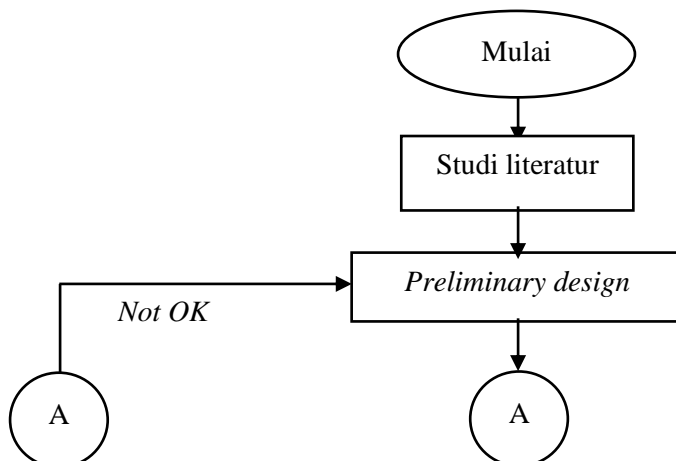 Mulai
Studi literatur
Preliminary design
Not OK
A
A